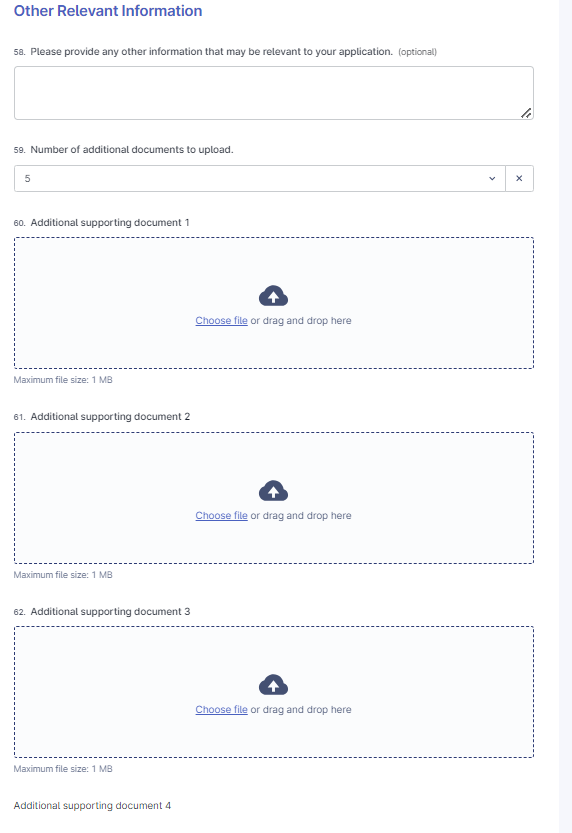 Other Relevant Information
58. Please provide any other information that may be relevant to your application. (optional)
59. Number of additional documents to upload.
5
60. Additional supporting document 1
Choose file or drag and drop here
Maximum file size: 1 MB
61. Additional supporting document 2
Choose file or drag and drop here
Maximum file size: 1 MB
62. Additional supporting document 3
Choose file or drag and drop here
Maximum file size: 1 MB
Additional supporting document 4